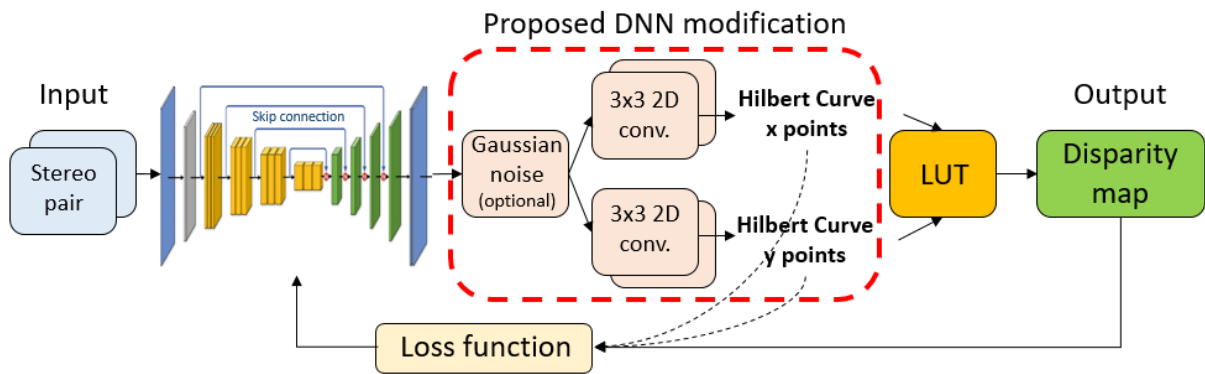 Proposed DNN modification
Input
Stereo
pair
Skip connection
Gaussian
noise
(optional)
3x3 2D
conv.
Hilbert Curve
x points
3x3 2D
conv.
Hilbert Curve
y points
LUT
Output
Disparity
map
Loss function